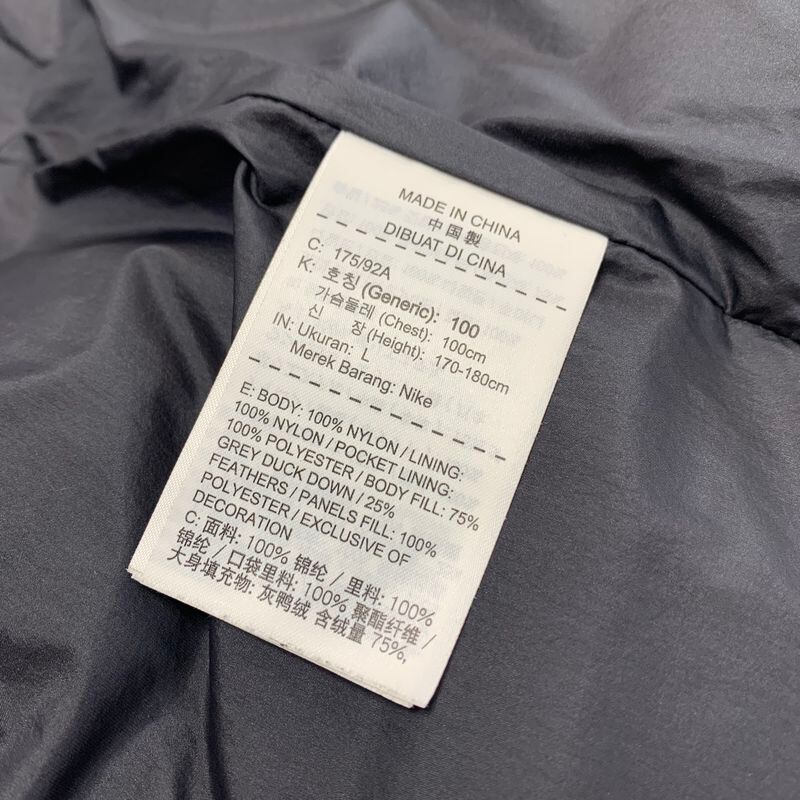 MADE IN CHINA
中国製
DIBUAT DI CINA
C: 175/92A
K: 호칭 (Generic): 100
가슴둘레 (Chest): 100cm
신 장 (Height): 170-180cm
IN: Ukuran: L
Merek Barang: Nike
E: BODY: 100% NYLON / LINING:
100% NYLON / POCKET LINING:
100% POLYESTER / BODY FILL: 75%
GREY DUCK DOWN / 25%
FEATHERS / PANELS FILL: 100%
POLYESTER / EXCLUSIVE OF
DECORATION
C: 面料: 100% 锦纶 / 里料: 100%
锦纶 / 口袋里料: 100% 聚酯纤维 /
大身填充物: 灰鸭绒 含绒量 75%,